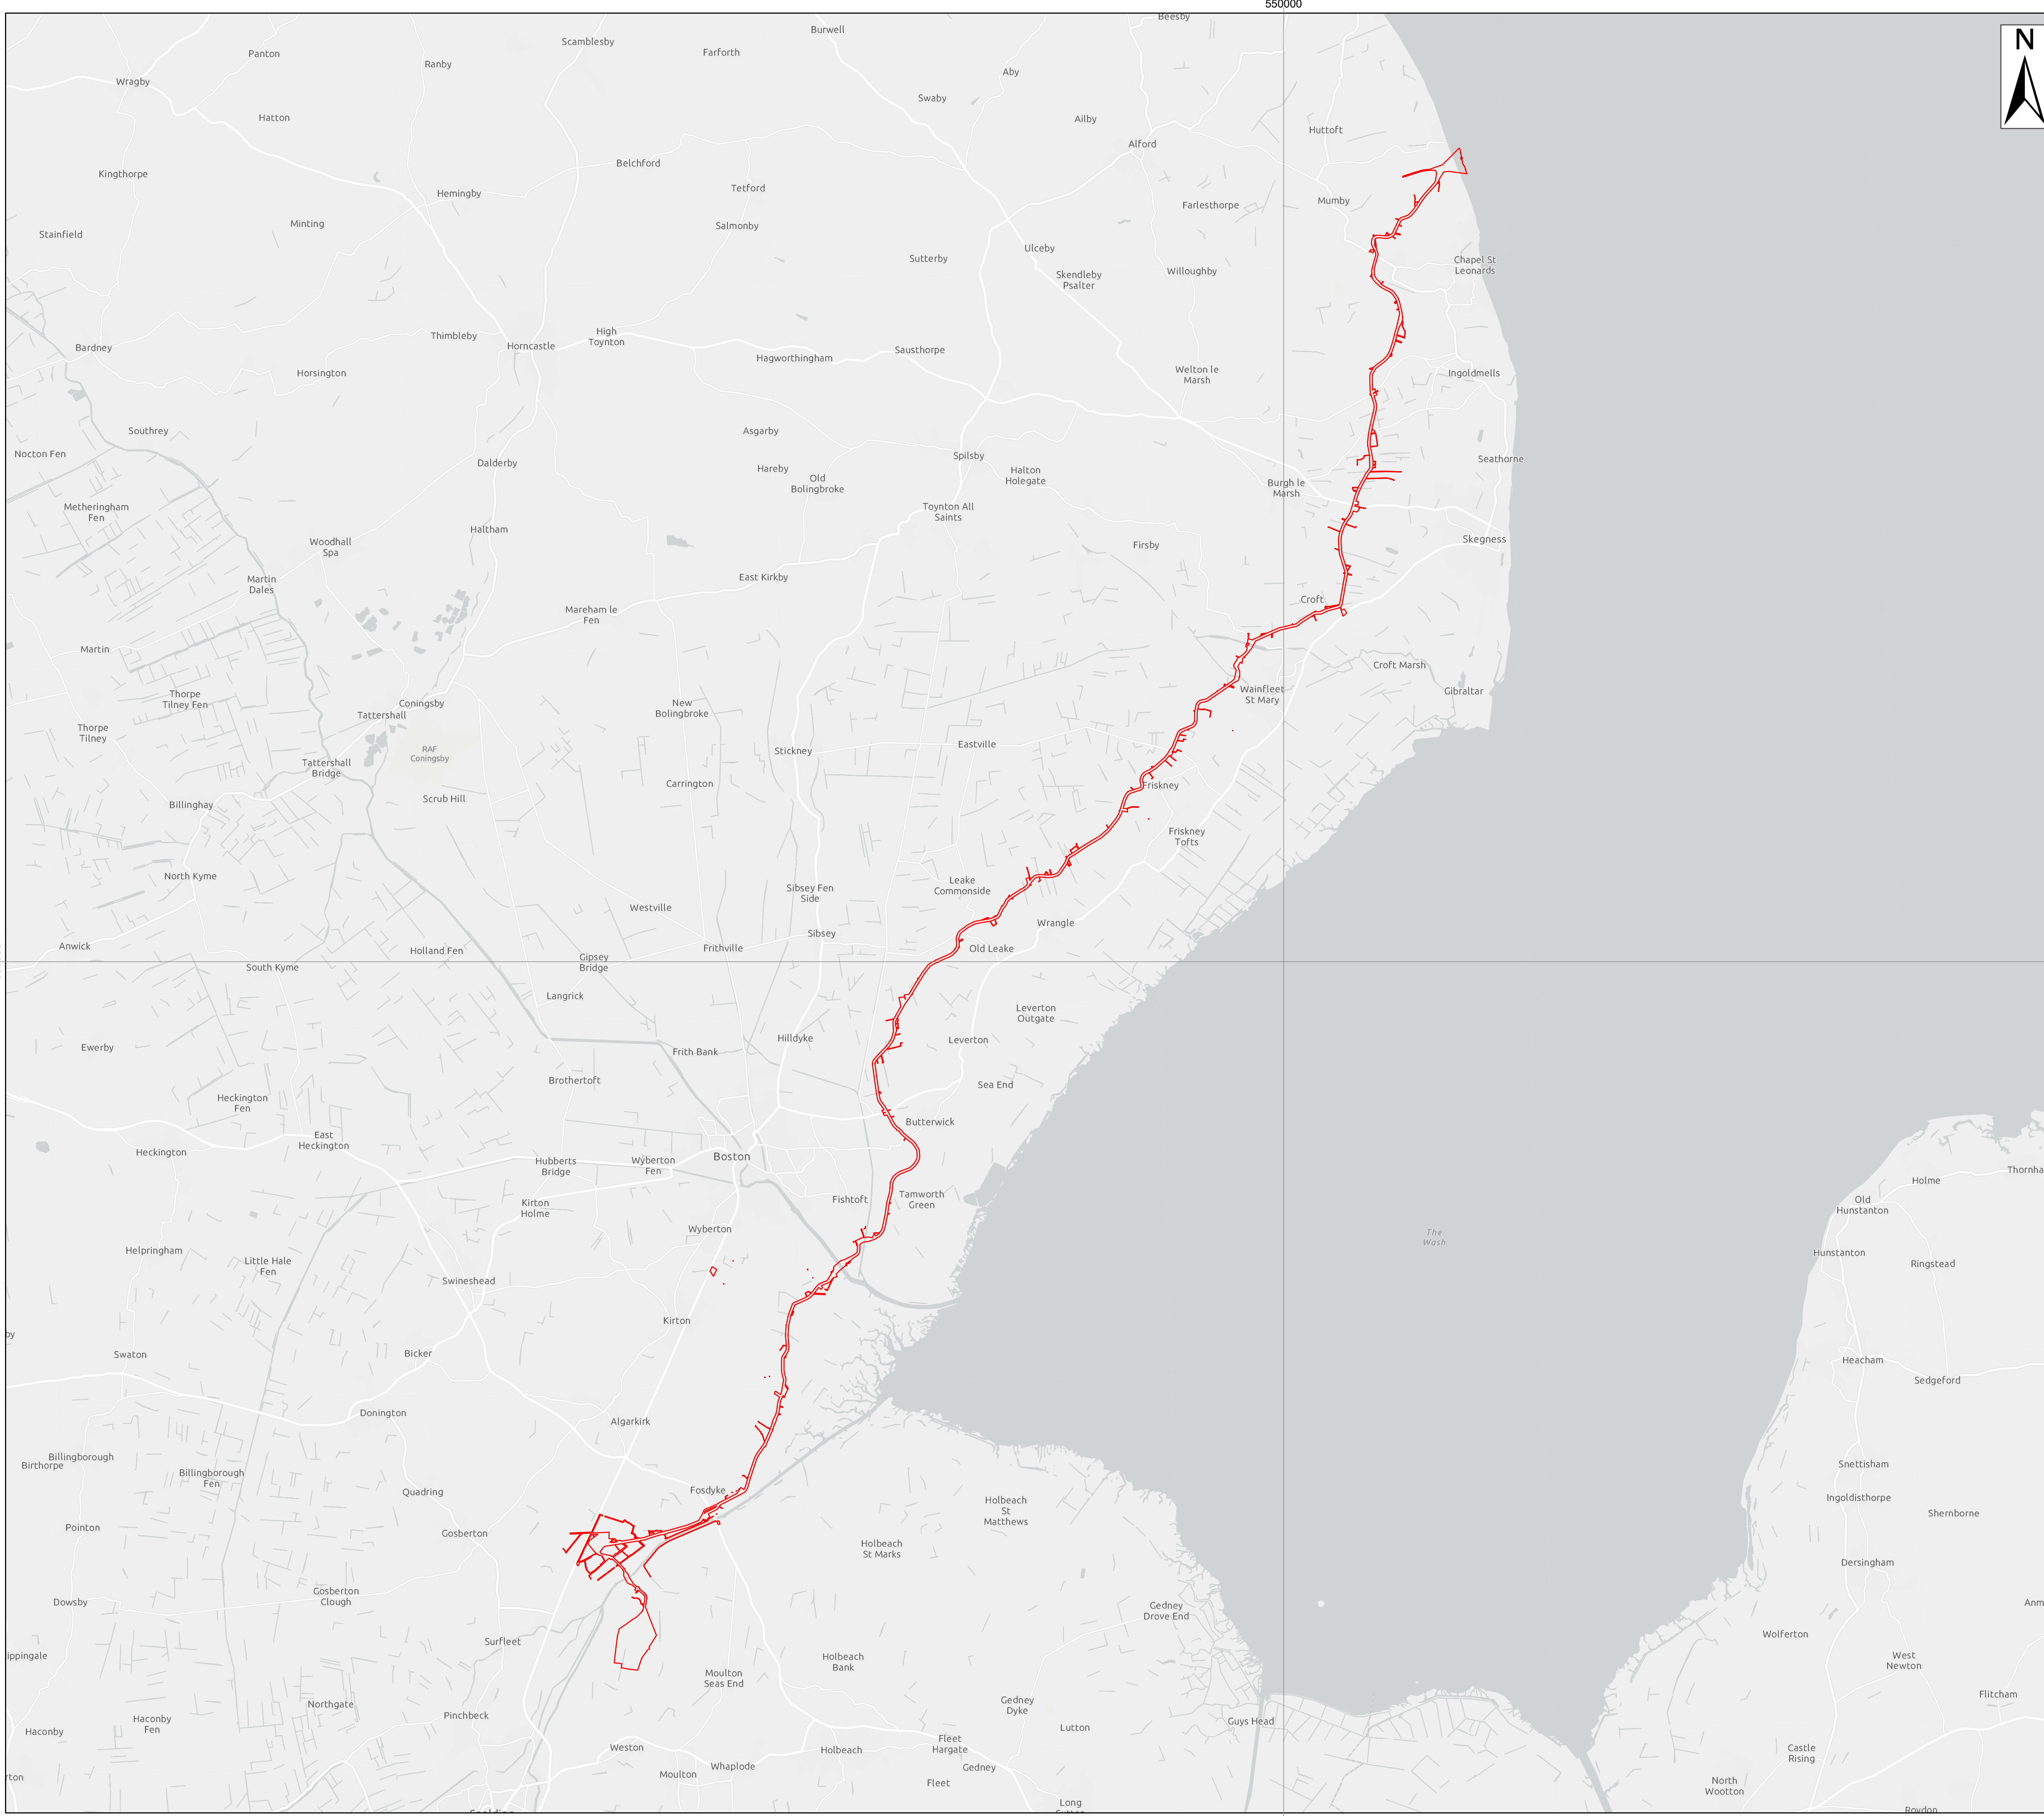 550000
N
Beesby
Burwell
Scamblesby
Farforth
Panton
Ranby
Aby
Wragby
Swaby
Hatton
Ailby
Huttoft
Alford
Belchford
Kingthorpe
Tetford
Hemingby
Mumby
Farlesthorpe
Minting
Salmonby
Stainfield
Ulceby
Sutterby
Chapel St
Leonards
Willoughby
Skendleby
Psalter
Thimbleby
High
Toynton
Horncastle
Bardney
Sausthorpe
Hagworthingham
Horsington
Welton le
Marsh
Ingoldmells
Southrey
Asgarby
Nocton Fen
Spilsby
Seathorne
Dalderby
Hareby
Halton
Holegate
Old
Bolingbroke
Burgh le
Marsh
Metheringham
Fen
Toynton All
Saints
Haltham
Skegness
Woodhall
Spa
Firsby
East Kirkby
Martin
Dales
Croft
Mareham le
Fen
Martin
Croft Marsh
Gibraltar
Wainfleet
St Mary
Thorpe
Tilney Fen
Coningsby
New
Bolingbroke
Tattershall
Thorpe
Tilney
Eastville
RAF
Coningsby
Stickney
Tattershall
Bridge
Carrington
Friskney
Scrub Hill
Billinghay
Friskney
Tofts
North Kyme
Leake
Commonside
Sibsey Fen
Side
Westville
Wrangle
Sibsey
Anwick
Frithville
Old Leake
Holland Fen
Gipsey
Bridge
South Kyme
Langrick
Leverton
Outgate
Hilldyke
Leverton
Ewerby
Frith Bank
Brothertoft
Sea End
Heckington
Fen
Butterwick
East
Heckington
Heckington
Boston
Hubberts
Bridge
Wyberton
Fen
Thornha
Holme
Fishtoft
Tamworth
Green
Old
Hunstanton
Kirton
Holme
Wyberton
The
Wash
Helpringham
Hunstanton
Little Hale
Fen
Ringstead
Swineshead
Kirton
by
Swaton
Bicker
Heacham
Sedgeford
Donington
Algarkirk
Billingborough
Birthorpe
Snettisham
Billingborough
Fen
Quadring
Fosdyke
Ingoldisthorpe
Holbeach
St
Matthews
Shernborne
Pointon
Gosberton
Holbeach
St Marks
Dersingham
Gosberton
Clough
Dowsby
Anm
Gedney
Drove End
Wolferton
Surfleet
ippingale
Holbeach
Bank
West
Newton
Moulton
Seas End
Flitcham
Northgate
Gedney
Dyke
Pinchbeck
Haconby
Fen
Guys Head
Haconby
Lutton
Fleet
Hargate
Weston
Holbeach
Castle
Rising
Whaplode
Gedney
Moulton
rton
Fleet
North
Wootton
Long
Sutton
Spalding
Roydon